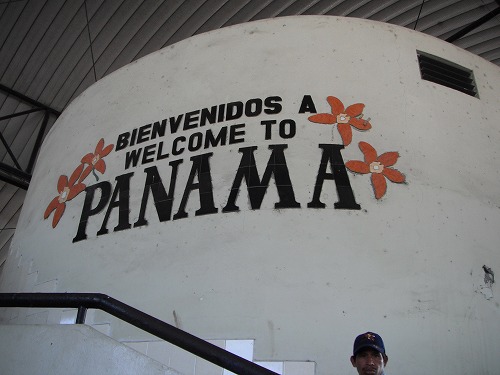 BIENVENIDOS A
WELCOME TO
PANAMA